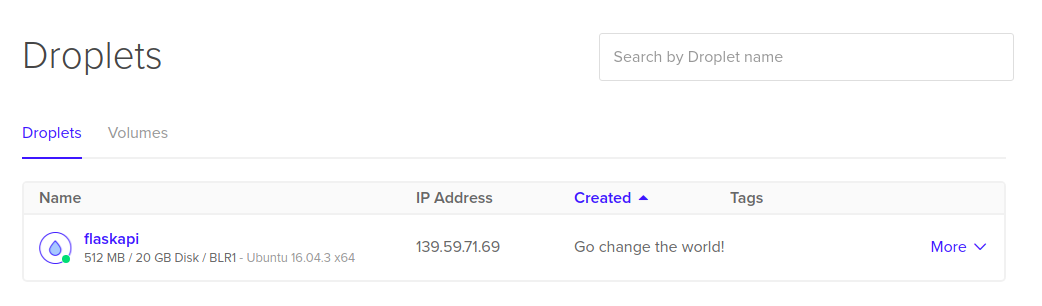 Droplets
Search by Droplet name
Droplets Volumes
Name IP Address Created Tags
flaskapi
512 MB / 20 GB Disk / BLR1 - Ubuntu 16.04.3 x64
139.59.71.69
Go change the world!
More